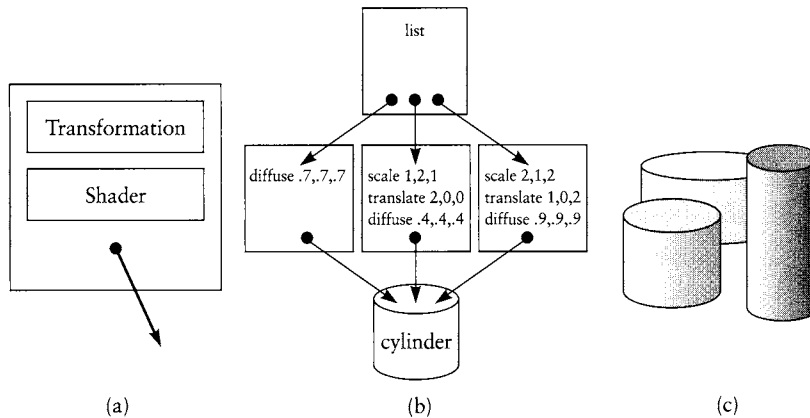 Transformation
Shader
(a)
list
diffuse .7,.7,.7
scale 1,2,1
translate 2,0,0
diffuse .4,.4,.4
scale 2,1,2
translate 1,0,2
diffuse .9,.9,.9
cylinder
(b)
(c)